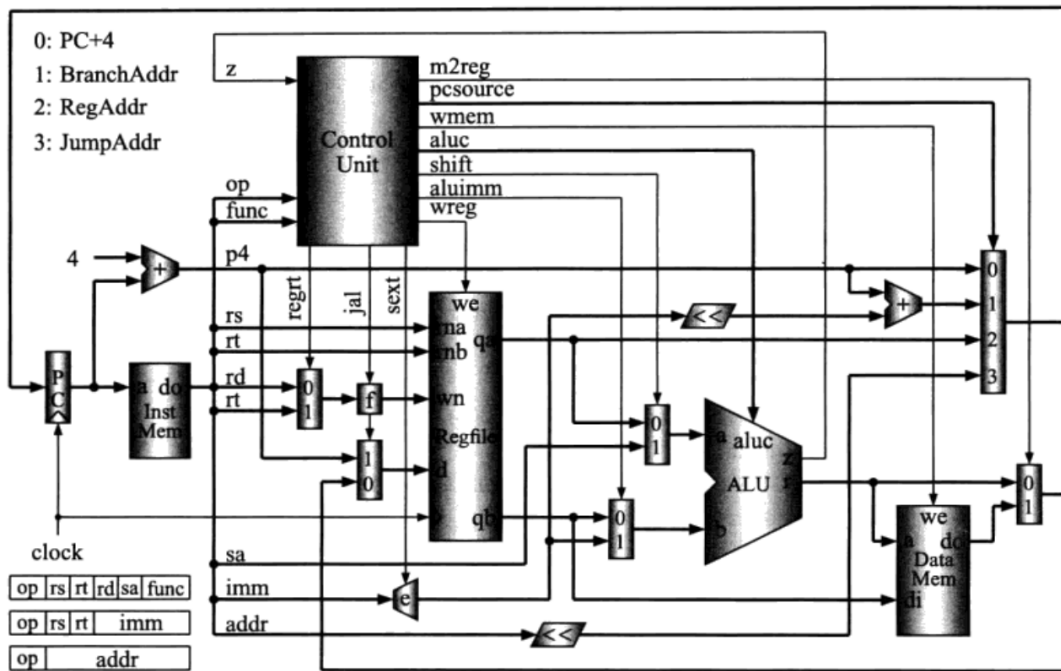 0: PC+4
1: BranchAddr
2: RegAddr
3: JumpAddr
z
Control
Unit
m2reg
pcsource
wmem
aluc
shift
aluimm
wreg
op
func
4
+
p4
regrt
jal
sext
we
rna
rnb
qa
wn
Regfile
d
qb
rs
rt
rd
rt
0
1
f
1
0
PC
a do
Inst
Mem
clock
sa
imm
e
addr
<<
<<
+
0
1
2
3
0
1
0
1
a
aluc
z
r
ALU
b
we
a do
Data
Mem
di
0
1
op rs rt rd sa func
op rs rt imm
op addr